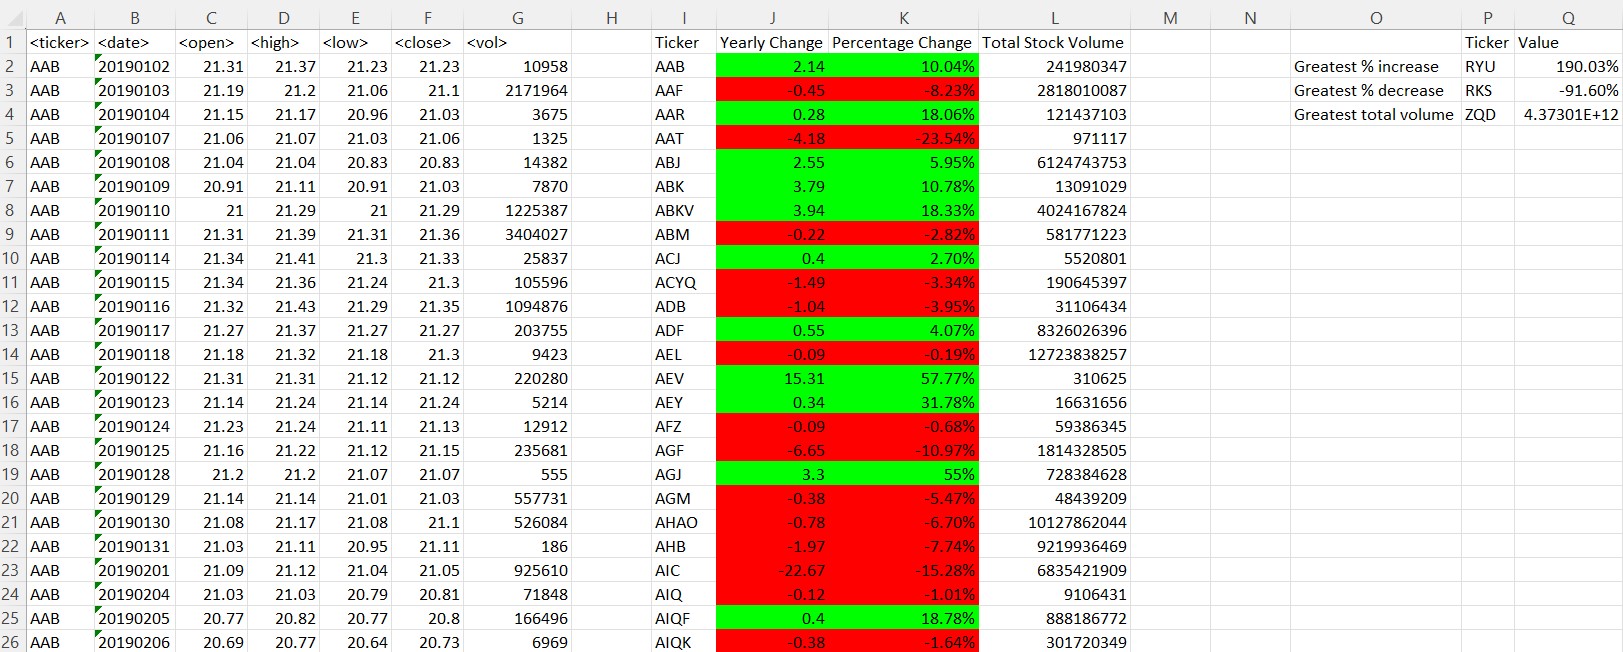 A B C D E F G H I J K L M N O P Q
1 <ticker> <date> <open> <high> <low> <close> <vol> Ticker Yearly Change Percentage Change Total Stock Volume Ticker Value
2 AAB 20190102 21.31 21.37 21.23 21.23 10958 AAB 2.14 10.04% 241980347 Greatest % increase RYU 190.03%
3 AAB 20190103 21.19 21.2 21.06 21.1 2171964 AAF -0.45 -8.23% 2818010087 Greatest % decrease RKS -91.60%
4 AAB 20190104 21.15 21.17 20.96 21.03 3675 AAR 0.28 18.06% 121437103 Greatest total volume ZQD 4.37301E+12
5 AAB 20190107 21.06 21.07 21.03 21.06 1325 AAT -4.18 -23.54% 971117
6 AAB 20190108 21.04 21.04 20.83 20.83 14382 ABJ 2.55 5.95% 6124743753
7 AAB 20190109 20.91 21.11 20.91 21.03 7870 ABK 3.79 10.78% 13091029
8 AAB 20190110 21 21.29 21 21.29 1225387 ABKV 3.94 18.33% 4024167824
9 AAB 20190111 21.31 21.39 21.31 21.36 3404027 ABM -0.22 -2.82% 581771223
10 AAB 20190114 21.34 21.41 21.3 21.33 25837 ACJ 0.4 2.70% 5520801
11 AAB 20190115 21.34 21.36 21.24 21.3 105596 ACYQ -1.49 -3.34% 190645397
12 AAB 20190116 21.32 21.43 21.29 21.35 1094876 ADB -1.04 -3.95% 31106434
13 AAB 20190117 21.27 21.37 21.27 21.27 203755 ADF 0.55 4.07% 8326026396
14 AAB 20190118 21.18 21.32 21.18 21.3 9423 AEL -0.09 -0.19% 12723838257
15 AAB 20190122 21.31 21.31 21.12 21.12 220280 AEV 15.31 57.77% 310625
16 AAB 20190123 21.14 21.24 21.14 21.24 5214 AEY 0.34 31.78% 16631656
17 AAB 20190124 21.23 21.24 21.11 21.13 12912 AFZ -0.09 -0.68% 59386345
18 AAB 20190125 21.16 21.22 21.12 21.15 235681 AGF -6.65 -10.97% 1814328505
19 AAB 20190128 21.2 21.2 21.07 21.07 555 AGJ 3.3 55% 728384628
20 AAB 20190129 21.14 21.14 21.01 21.03 557731 AGM -0.38 -5.47% 48439209
21 AAB 20190130 21.08 21.17 21.08 21.1 526084 AHAO -0.78 -6.70% 10127862044
22 AAB 20190131 21.03 21.11 20.95 21.11 186 AHB -1.97 -7.74% 9219936469
23 AAB 20190201 21.09 21.12 21.04 21.05 925610 AIC -22.67 -15.28% 6835421909
24 AAB 20190204 21.03 21.03 20.79 20.81 71848 AIQ -0.12 -1.01% 9106431
25 AAB 20190205 20.77 20.82 20.77 20.8 166496 AIQF 0.4 18.78% 888186772
26 AAB 20190206 20.69 20.77 20.64 20.73 6969 AIQK -0.38 -1.64% 301720349